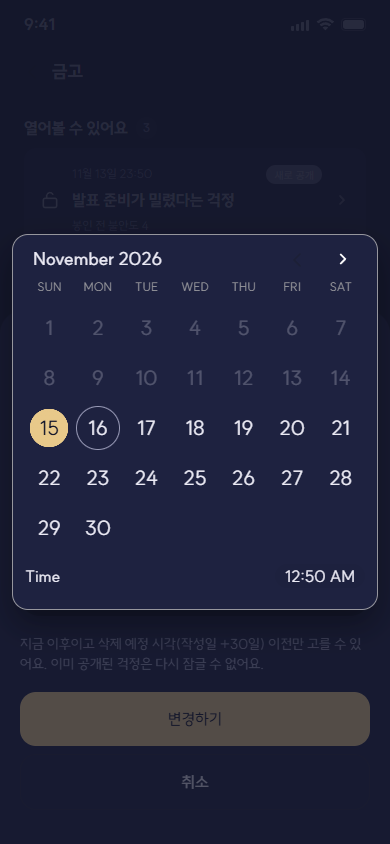 9:41
금고
열어볼 수 있어요 3
11월 13일 23:50
발표 준비가 밀렸다는 걱정
November 2026
SUN MON TUE WED THU FRI SAT
1 2 3 4 5 6 7
8 9 10 11 12 13 14
15 16 17 18 19 20 21
22 23 24 25 26 27 28
29 30
Time 12:50 AM
지금 이후이고 삭제 예정 시각(작성일 +30일) 이전만 고를 수 있
어요. 이미 공개된 걱정은 다시 잠글 수 없어요.
변경하기
취소